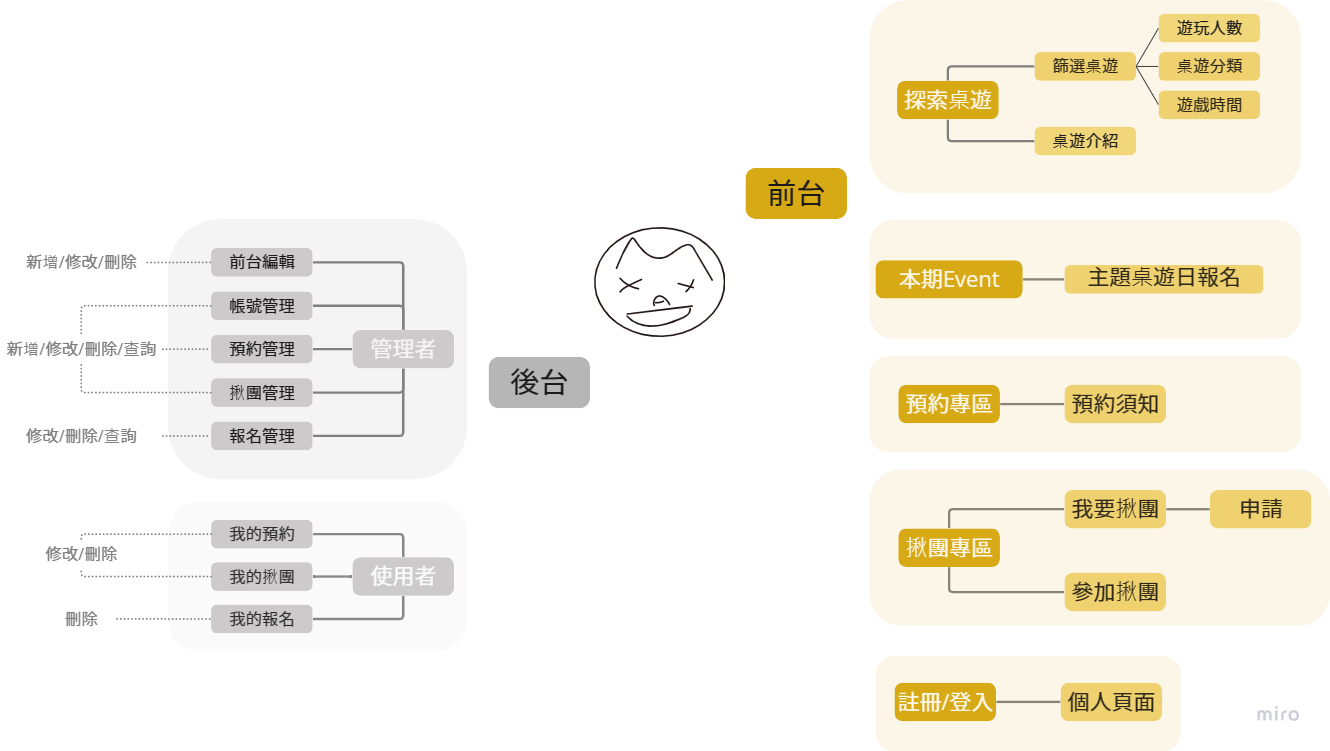 前台
探索桌遊
篩選桌遊
遊玩人數
桌遊分類
遊戲時間
桌遊介紹
本期Event
主題桌遊日報名
預約專區
預約須知
揪團專區
我要揪團
申請
參加揪團
註冊/登入
個人頁面
後台
管理者
前台編輯
新增/修改/刪除
帳號管理
預約管理
揪團管理
新增/修改/刪除/查詢
報名管理
修改/刪除/查詢
使用者
我的預約
我的揪團
修改/刪除
我的報名
刪除
miro